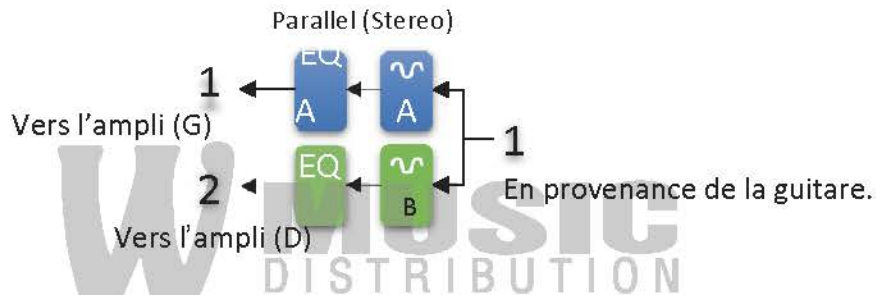 Parallel (Stereo)
EQ
1
A
A
Vers l'ampli (G)
1
EQ
2
B
En provenance de la guitare.
Vers l'ampli (D)
W MUSIC
DISTRIBUTION